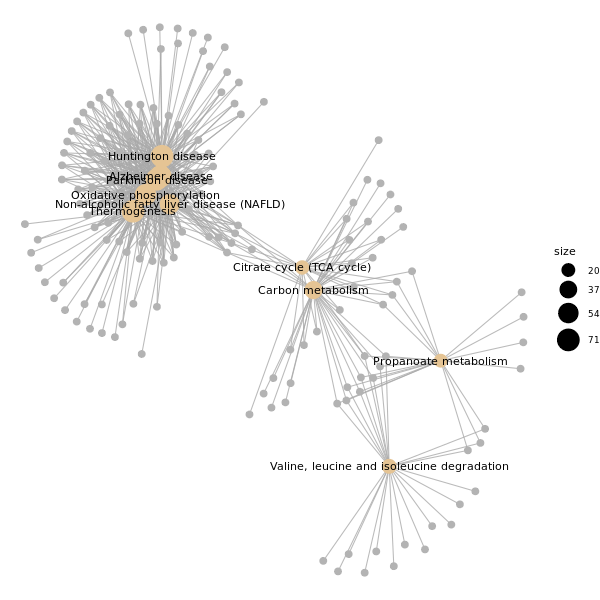 Huntington disease
Alzheimer disease
Parkinson disease
Oxidative phosphorylation
Non-alcoholic fatty liver disease (NAFLD)
Thermogenesis
Citrate cycle (TCA cycle)
Carbon metabolism
Propanoate metabolism
Valine, leucine and isoleucine degradation
size
20
37
54
71